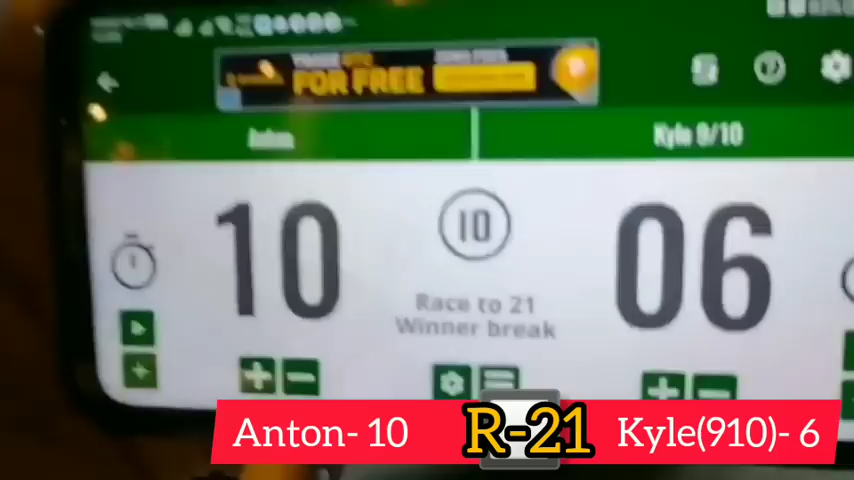 FOR FREE
Anton
Kyle 9/10
10
10
06
Race to 21
Winner break
Anton- 10
R-21
Kyle(910)- 6